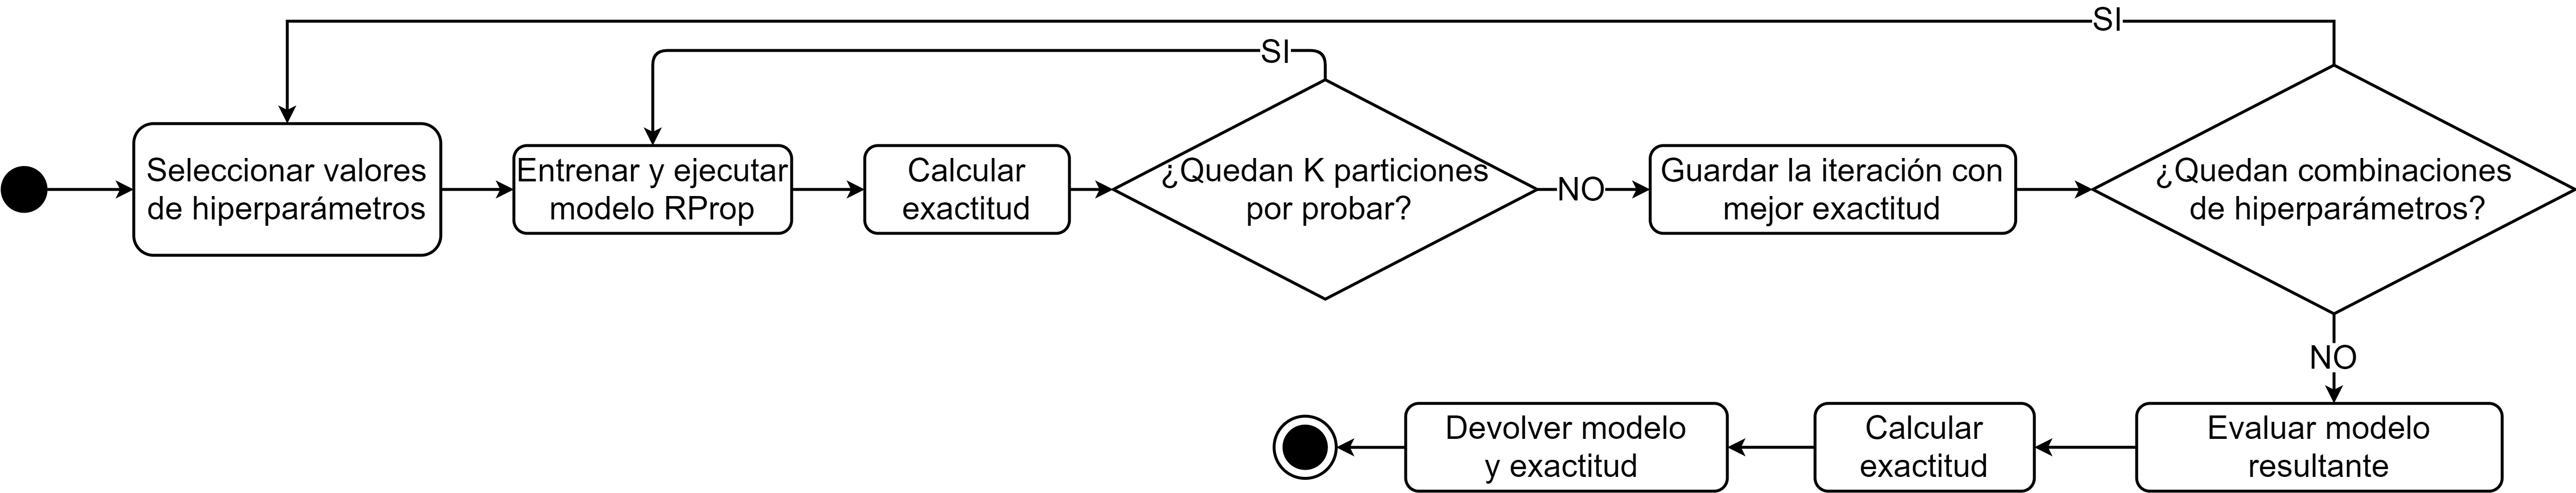 SI
SI
Seleccionar valores
de hiperparámetros
Entrenar y ejecutar
modelo RProp
Calcular
exactitud
¿Quedan K particiones
por probar?
NO
Guardar la iteración con
mejor exactitud
¿Quedan combinaciones
de hiperparámetros?
NO
Evaluar modelo
resultante
Calcular
exactitud
Devolver modelo
y exactitud